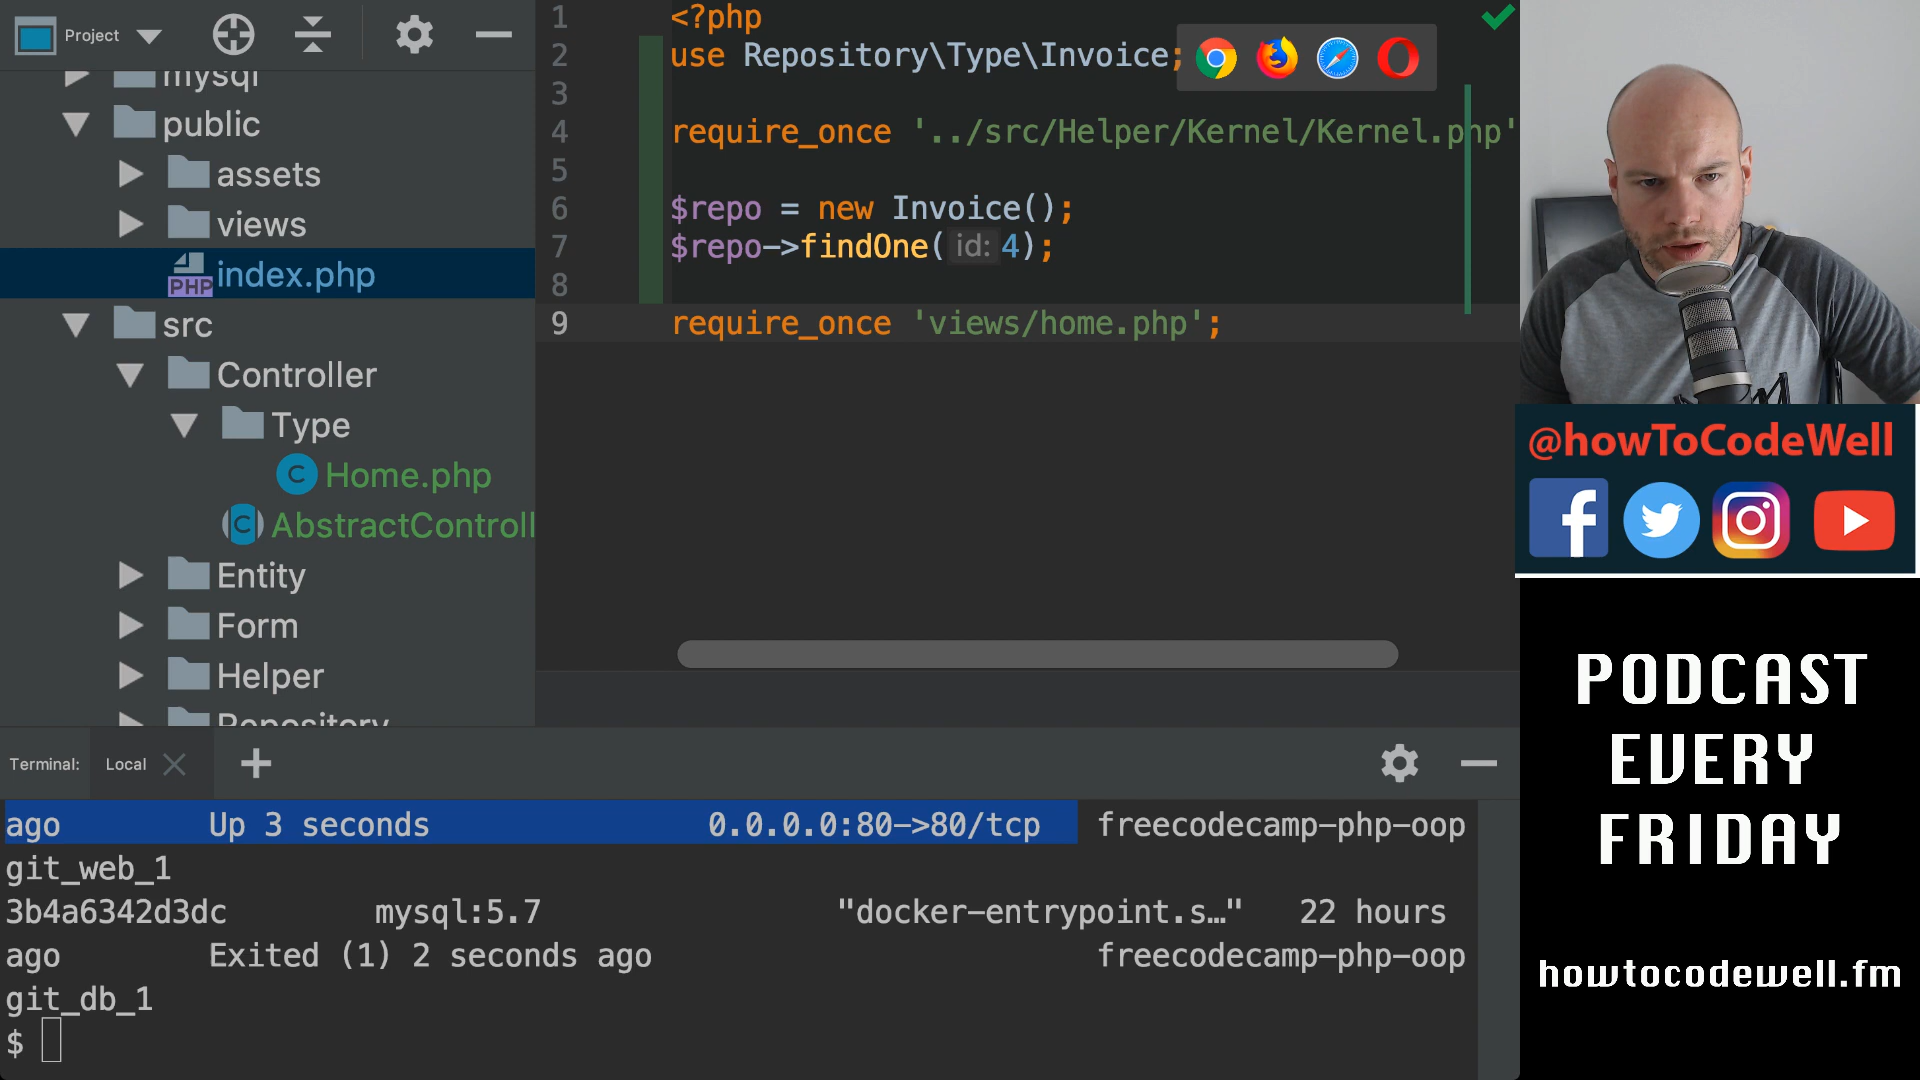 Project
mysql
public
assets
views
PHP index.php
src
Controller
Type
C Home.php
C AbstractControll
Entity
Form
Helper
Repository
1 <?php
2 use Repository\Type\Invoice;
3
4 require_once '../src/Helper/Kernel/Kernel.php'
5
6 $repo = new Invoice();
7 $repo->findOne( id: 4);
8
9 require_once 'views/home.php';
@howToCodeWell
PODCAST
EVERY
FRIDAY
howtocodewell.fm
Terminal: Local
ago Up 3 seconds 0.0.0.0:80->80/tcp freecodecamp-php-oop
git_web_1
3b4a6342d3dc mysql:5.7 "docker-entrypoint.s…" 22 hours
ago Exited (1) 2 seconds ago freecodecamp-php-oop
git_db_1
$